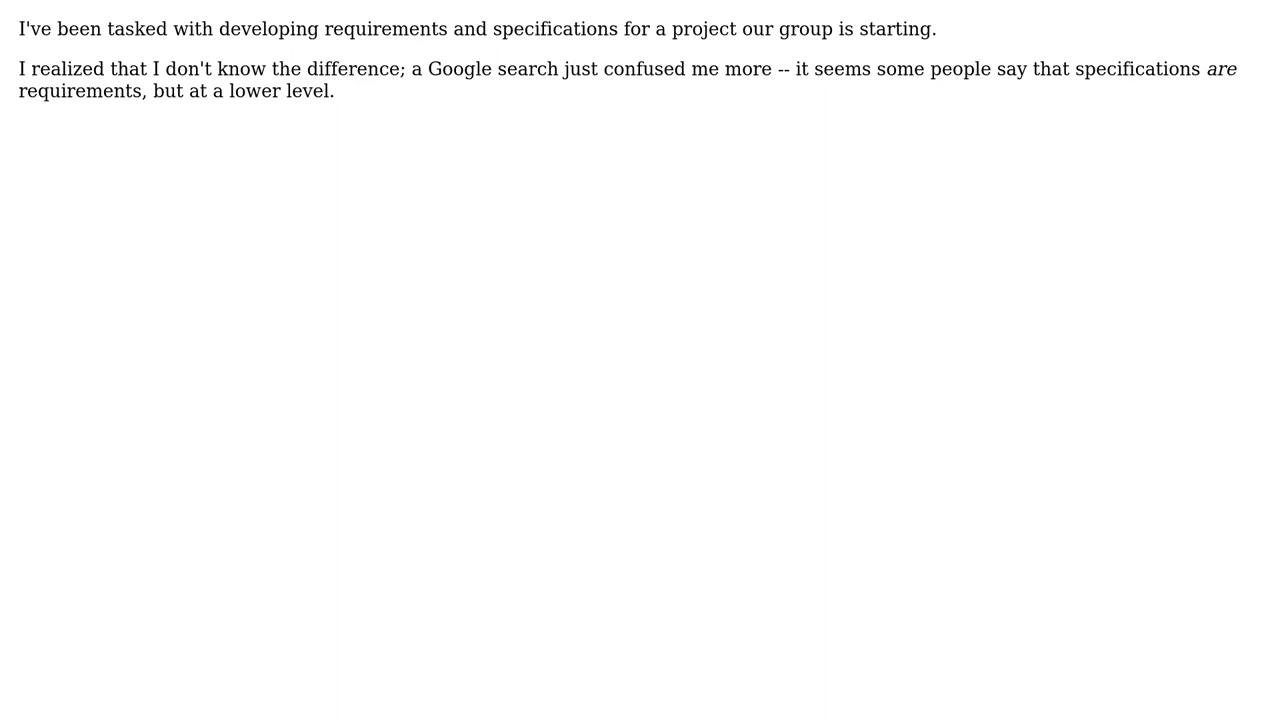 I've been tasked with developing requirements and specifications for a project our group is starting.
I realized that I don't know the difference; a Google search just confused me more -- it seems some people say that specifications are
requirements, but at a lower level.